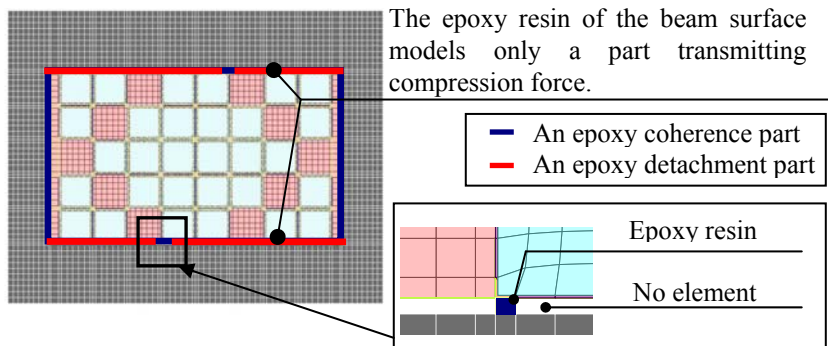 The epoxy resin of the beam surface
models only a part transmitting
compression force.
An epoxy coherence part
An epoxy detachment part
Epoxy resin
No element